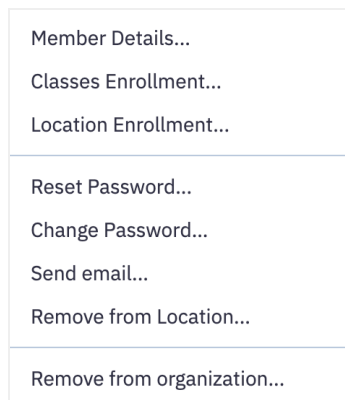 Member Details...
Classes Enrollment...
Location Enrollment...
Reset Password...
Change Password...
Send email...
Remove from Location...
Remove from organization...